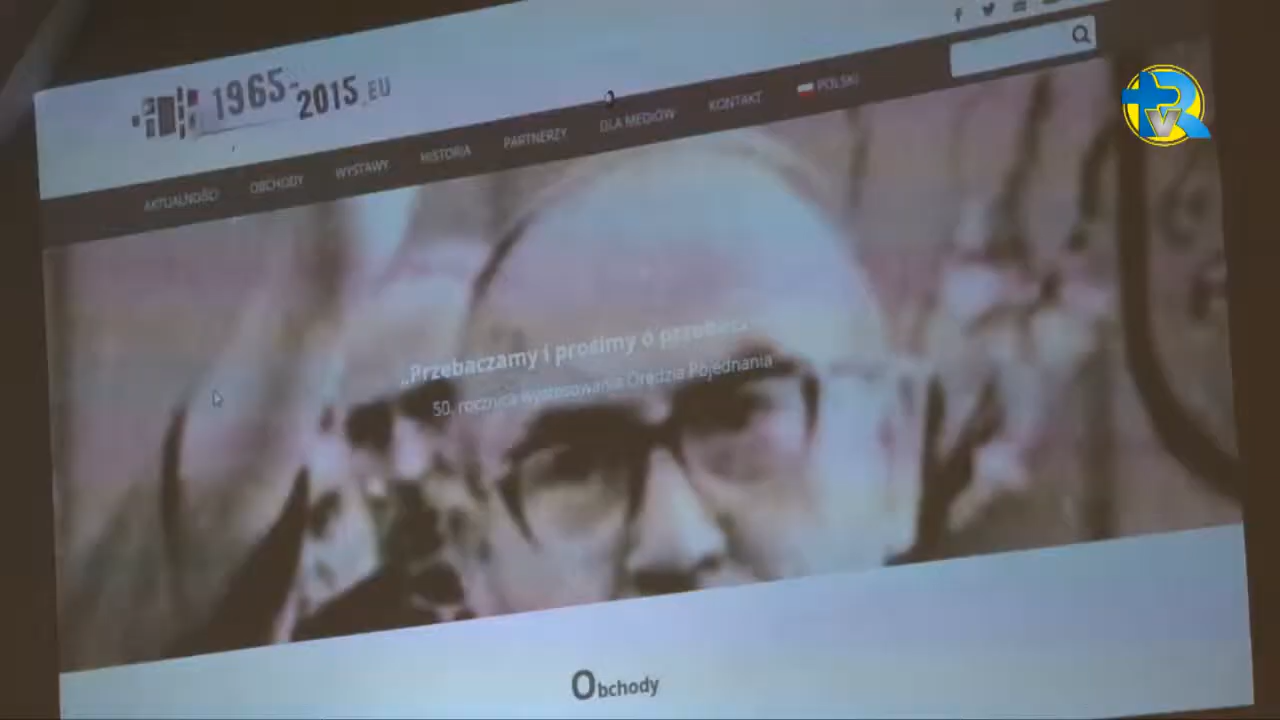 1965-2015.EU
AKTUALNOŚCI OBCHODY WYSTAWY HISTORIA PARTNERZY DLA MEDIÓW KONTAKT POLSKI
„Przebaczamy i prosimy o
50. rocznica wystosowania Orędzia Pojednania
Obchody